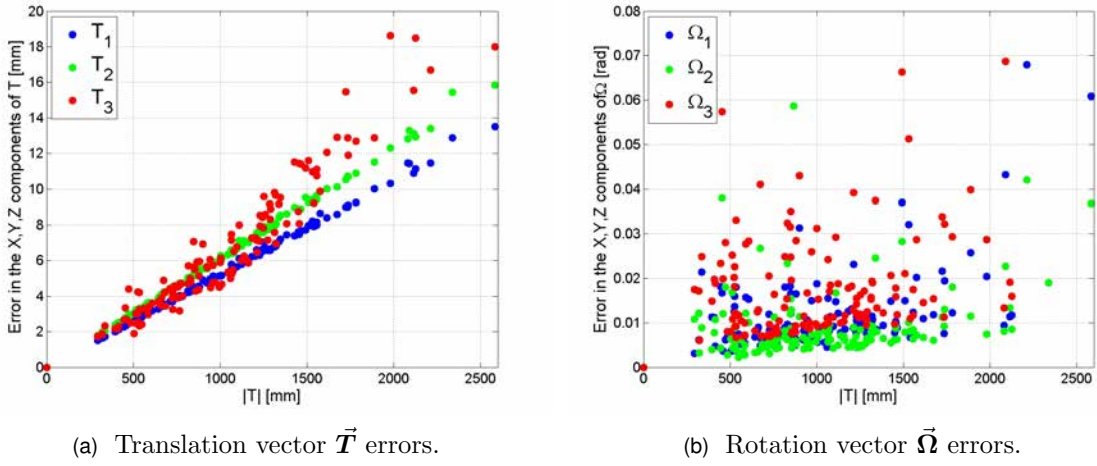 Error in the X,Y,Z components of T [mm]
20
18
16
14
12
10
8
6
4
2
0
T1
T2
T3
0 500 1000 1500 2000 2500
|T| [mm]
(a) Translation vector T⃗ errors.
Error in the X,Y,Z components of Ω [rad]
0.08
0.07
0.06
0.05
0.04
0.03
0.02
0.01
0
Ω1
Ω2
Ω3
0 500 1000 1500 2000 2500
|T| [mm]
(b) Rotation vector Ω⃗ errors.